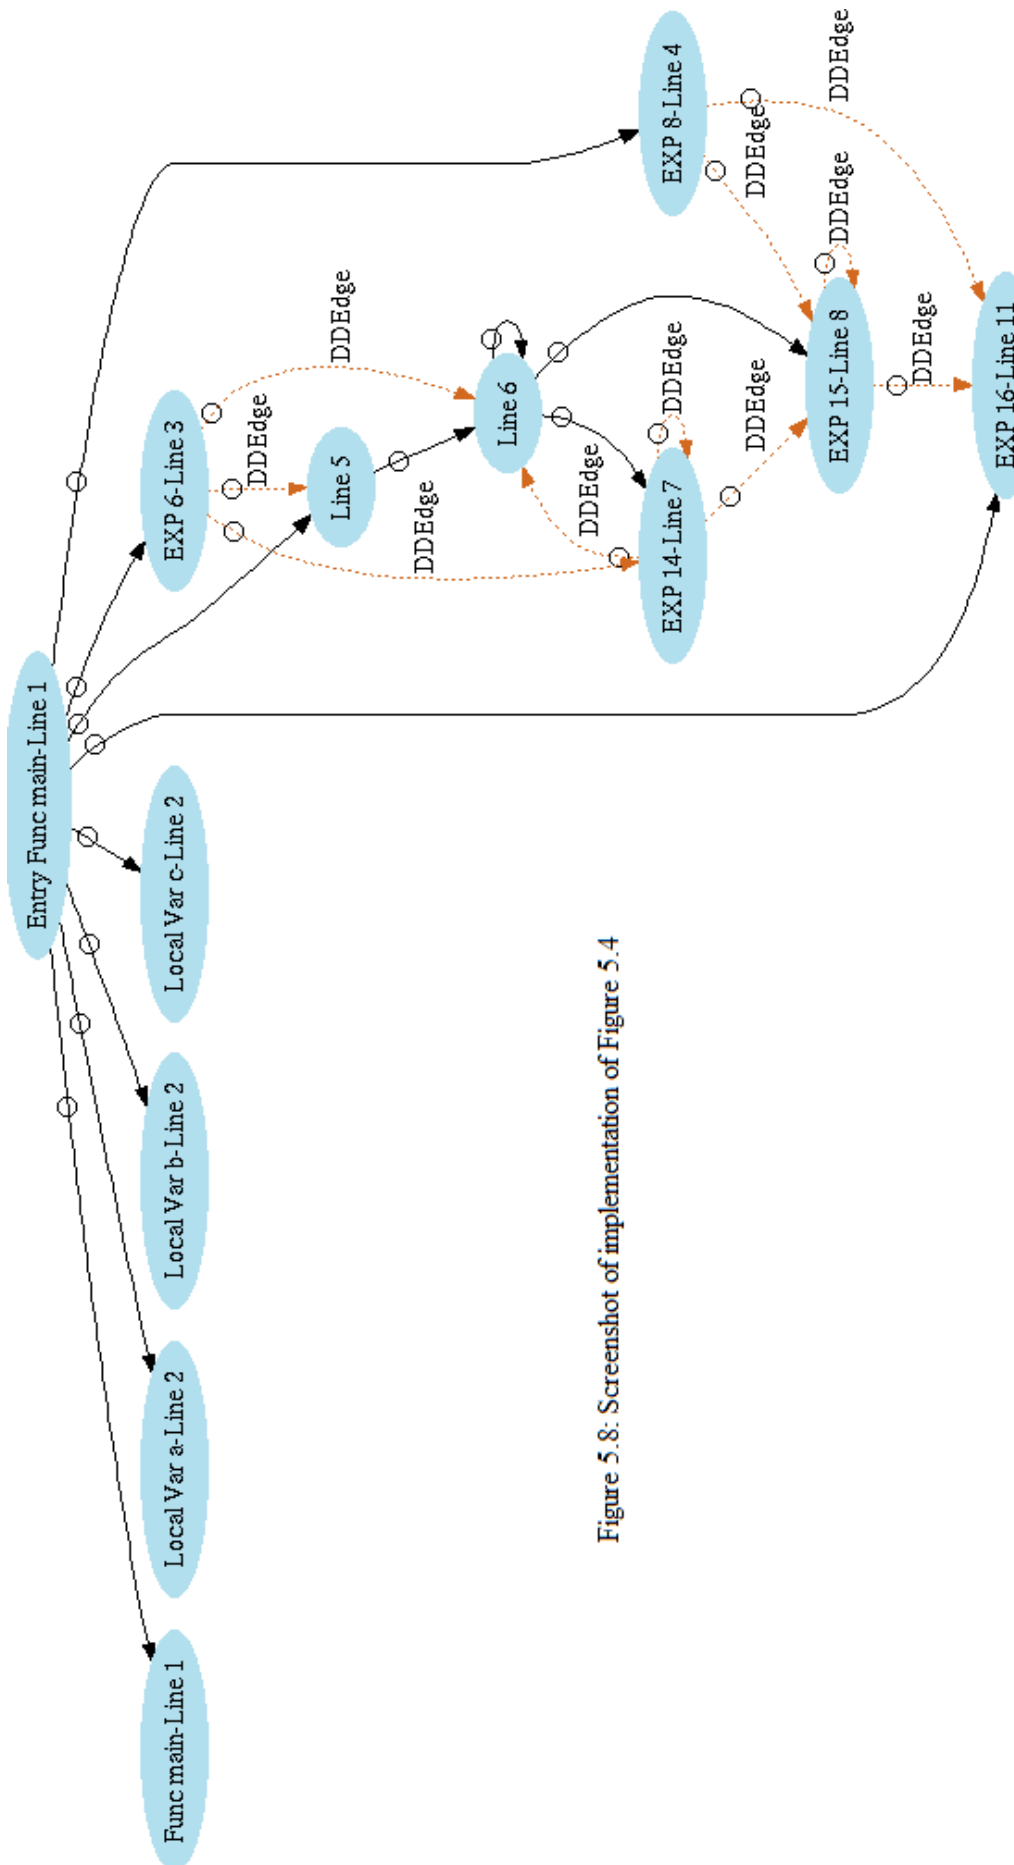 Entry Func main-Line 1
Func main-Line 1
Local Var a-Line 2
Local Var b-Line 2
Local Var c-Line 2
EXP 6-Line 3
DDEdge
Line 5
DDEdge
DDEdge
Line 6
DDEdge
EXP 14-Line 7
DDEdge
EXP 8-Line 4
DDEdge
DDEdge
EXP 15-Line 8
DDEdge
DDEdge
DDEdge
EXP 16-Line 11
Figure 5.8: Screenshot of implementation of Figure 5.4